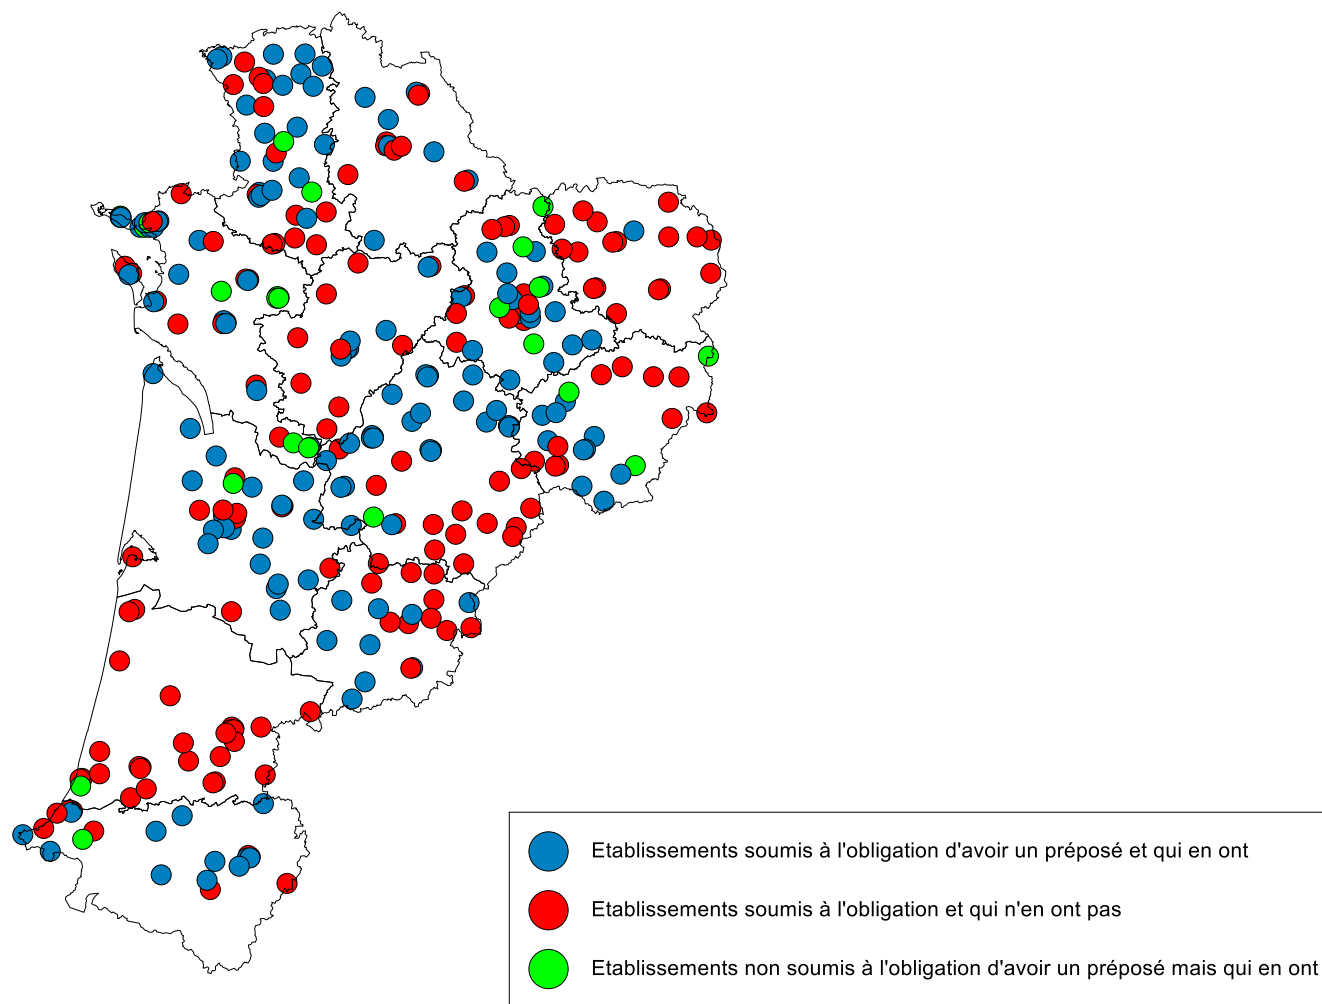 Etablissements soumis à l'obligation d'avoir un préposé et qui en ont
Etablissements soumis à l'obligation et qui n'en ont pas
Etablissements non soumis à l'obligation d'avoir un préposé mais qui en ont